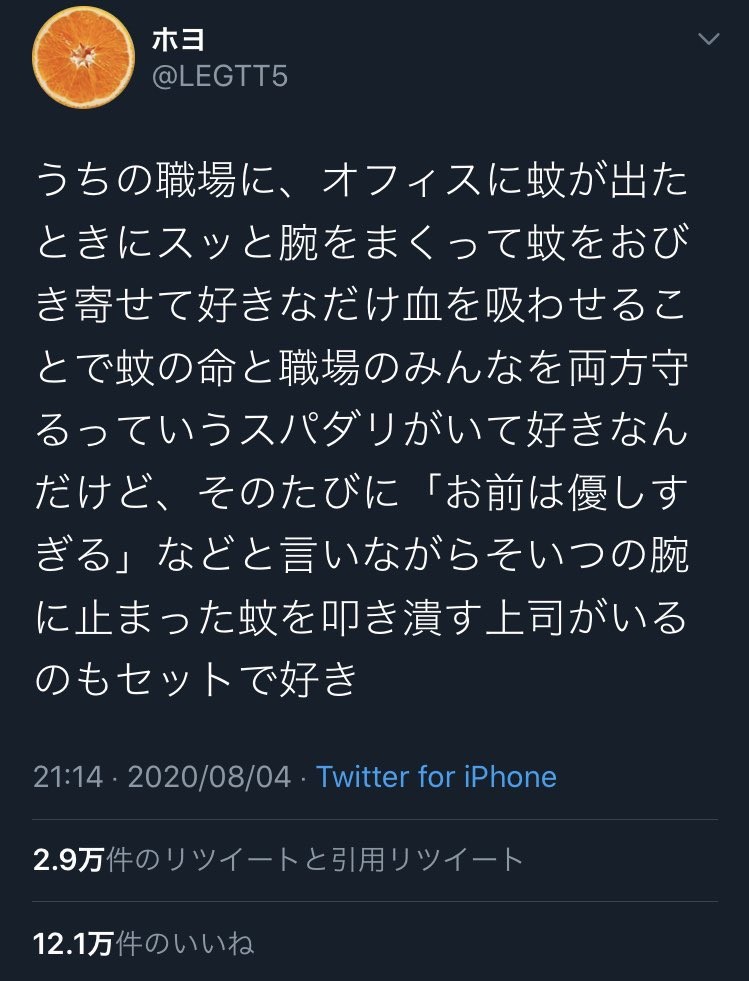 ホヨ
@LEGTT5
うちの職場に、オフィスに蚊が出た
ときにスッと腕をまくって蚊をおび
き寄せて好きなだけ血を吸わせるこ
とで蚊の命と職場のみんなを両方守
るっていうスパダリがいて好きなん
だけど、そのたびに「お前は優しす
ぎる」などと言いながらそいつの腕
に止まった蚊を叩き潰す上司がいる
のもセットで好き
21:14 · 2020/08/04 · Twitter for iPhone
2.9万件のリツイートと引用リツイート
12.1万件のいいね